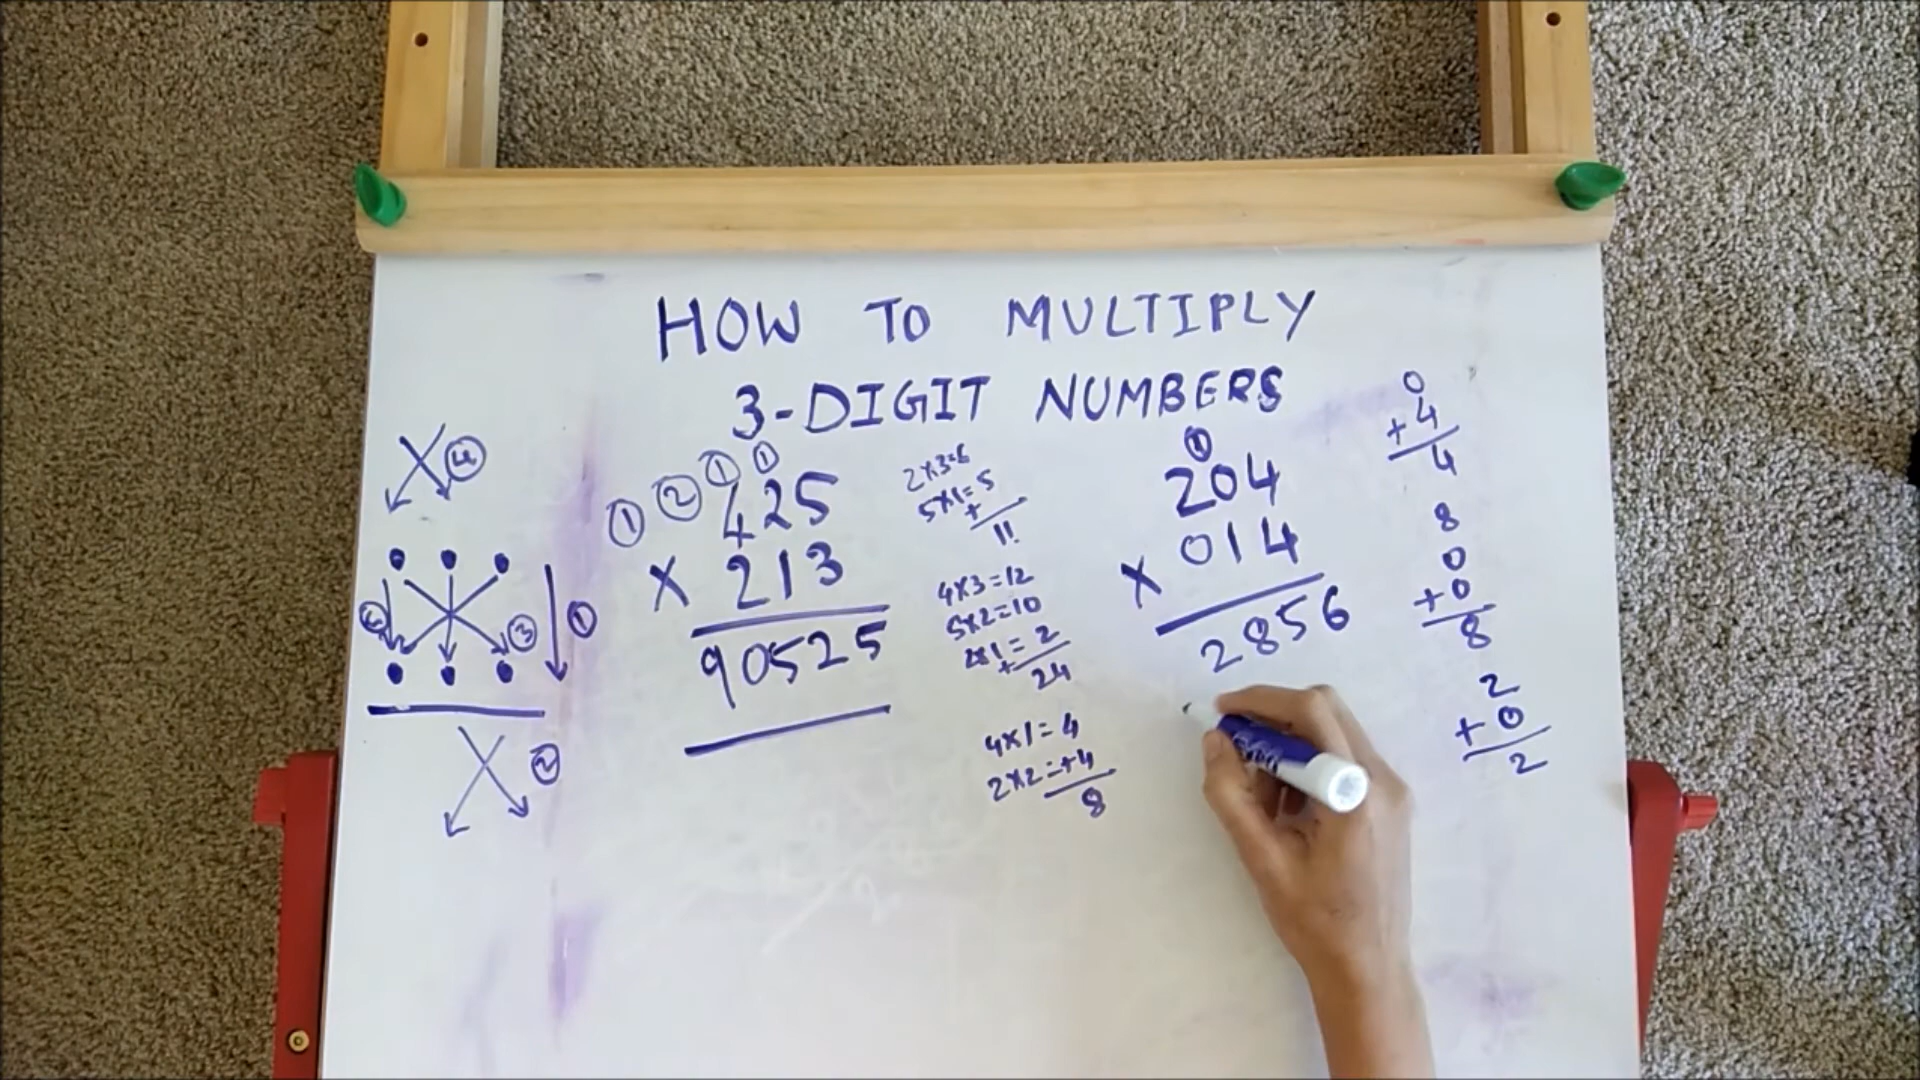 HOW TO MULTIPLY
3-DIGIT NUMBERS
④
⑤ ③ ①
②
① ② ① ①
425
X 213
90525
2x3=6
5x1=5
+
11
4x3=12
5x2=10
2x1=2
+
24
4x1=4
2x2=+4
8
①
204
X 014
2856
0
+4
4
8
0
+0
8
2
+0
2